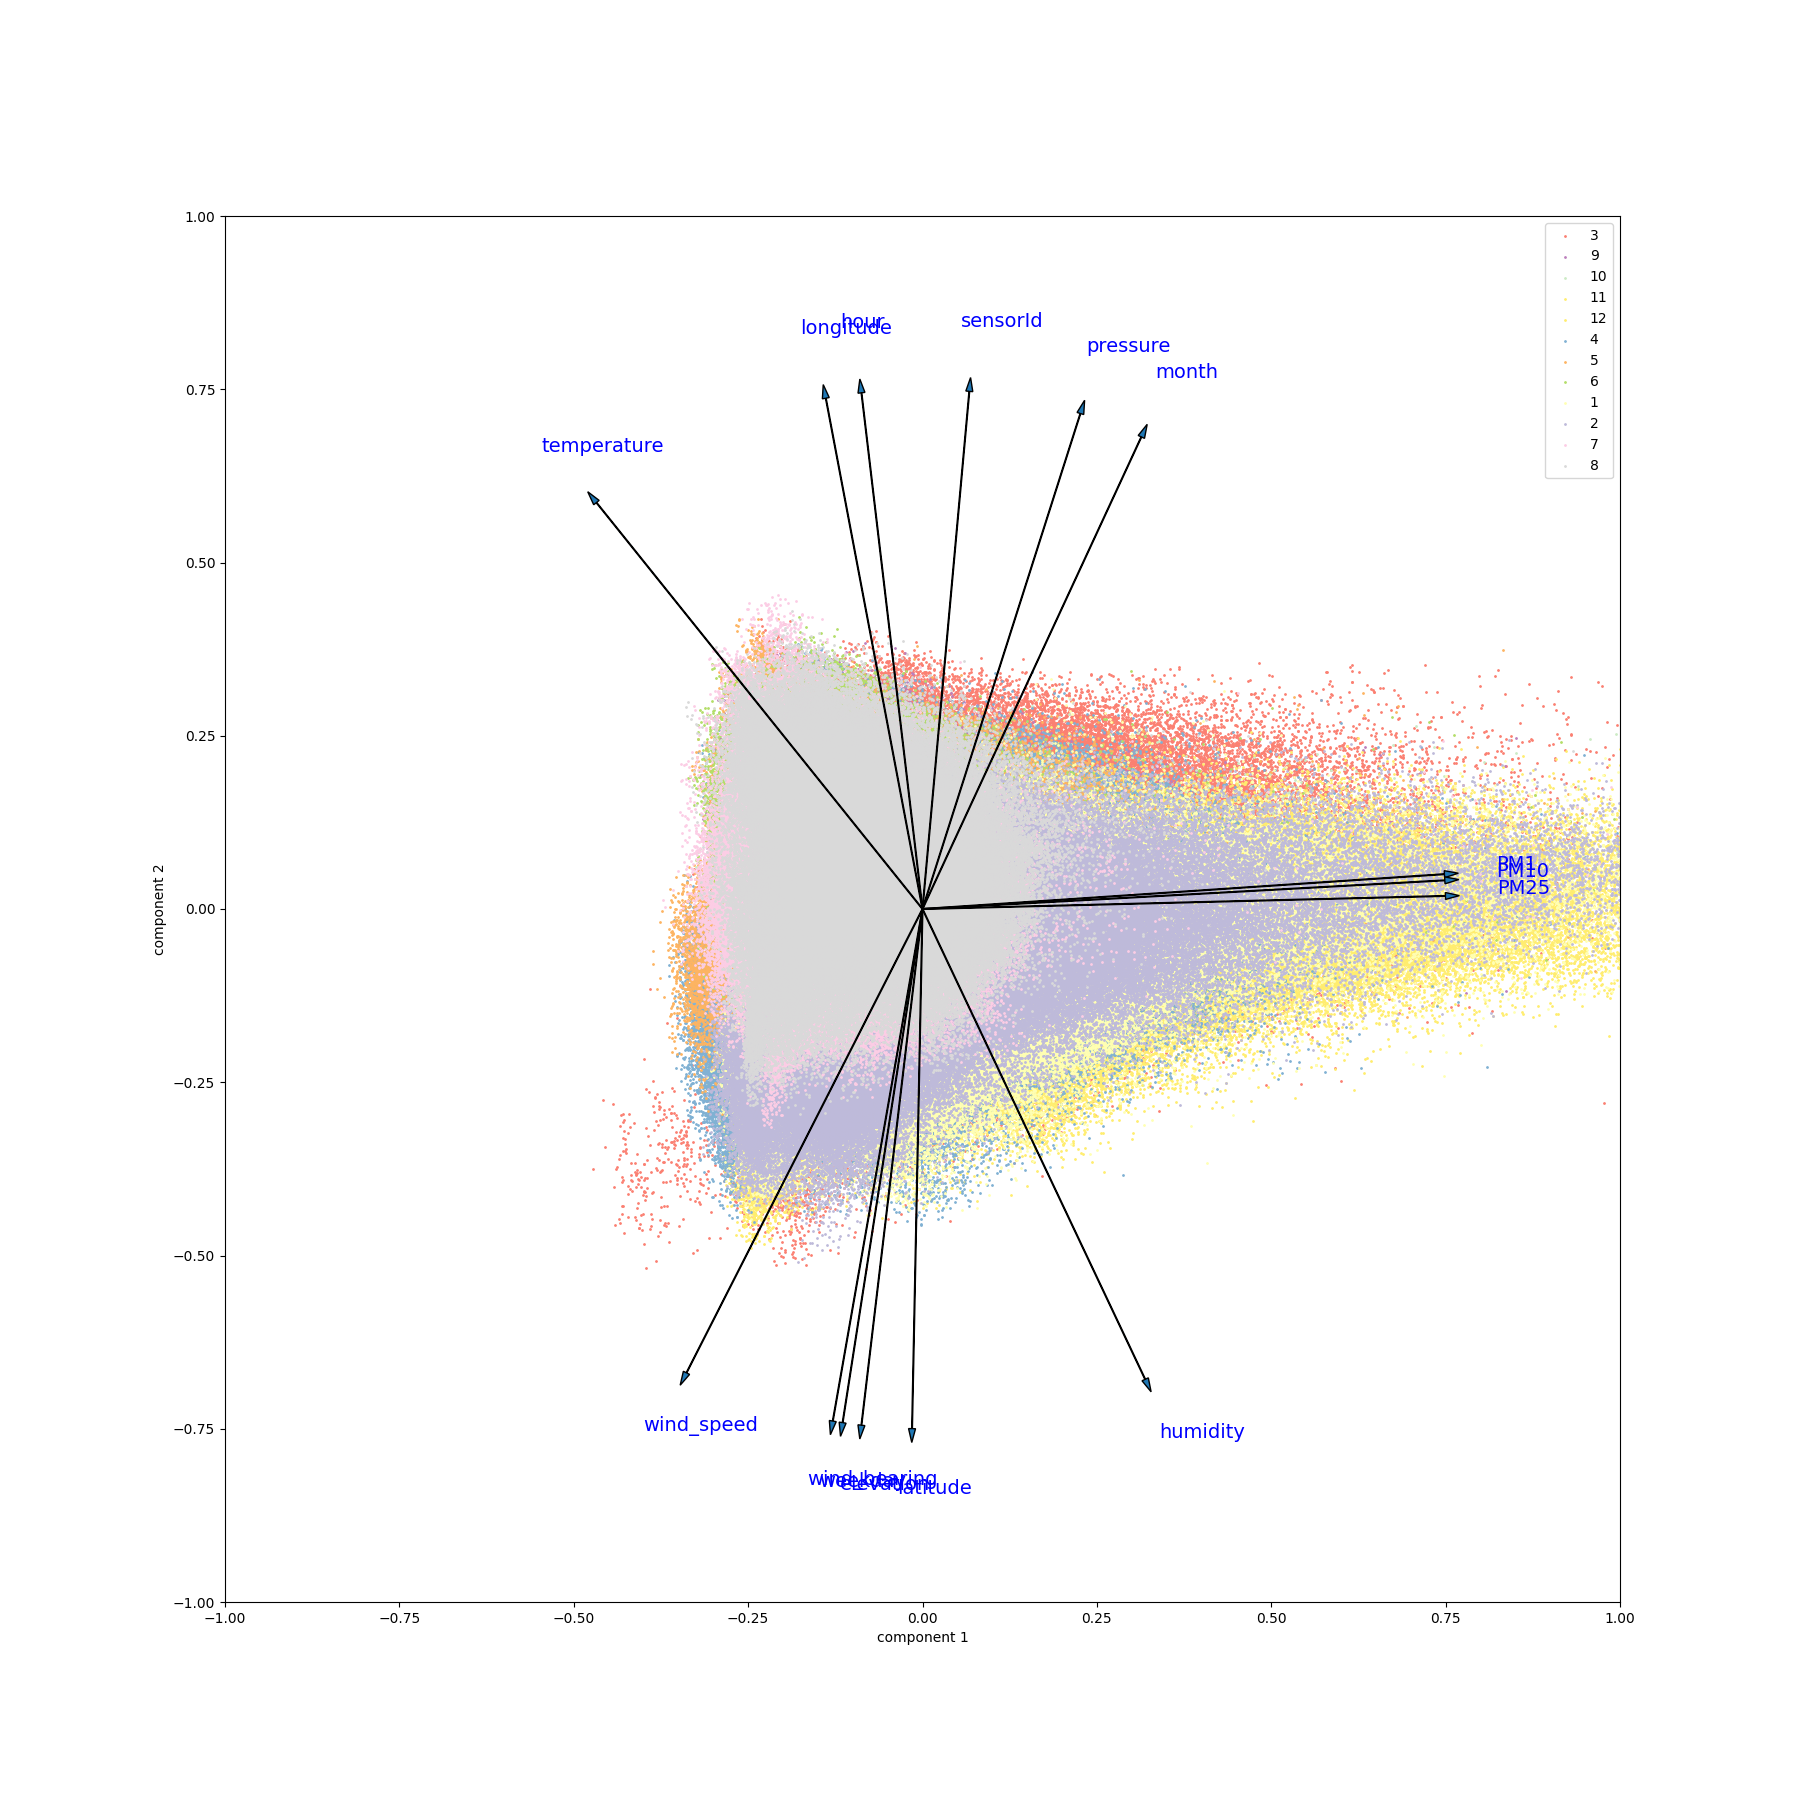 1.00
0.75
0.50
0.25
0.00
−0.25
−0.50
−0.75
−1.00
component 2
hour
longitude
sensorId
pressure
month
temperature
PM1
PM10
PM25
wind_speed
humidity
wind_bearing
weekday
elevation
latitude
3
9
10
11
12
4
5
6
1
2
7
8
−1.00
−0.75
−0.50
−0.25
0.00
0.25
0.50
0.75
1.00
component 1